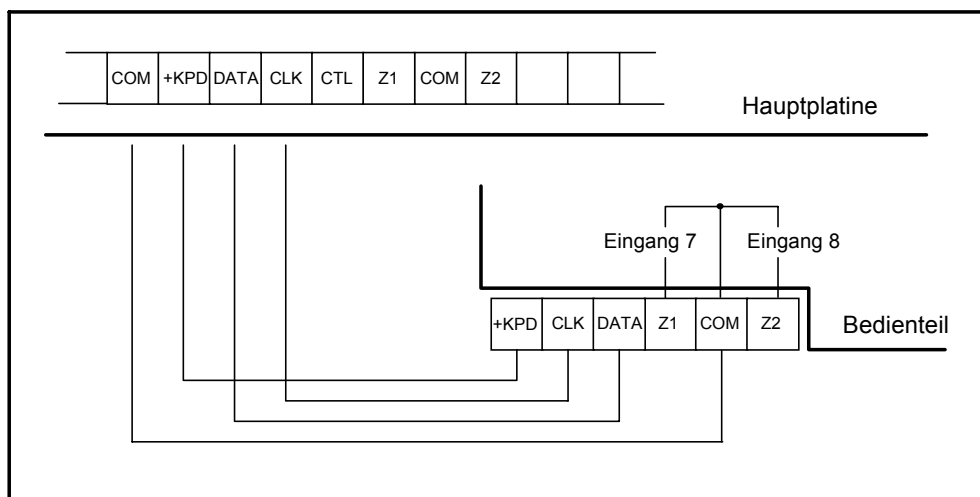 COM +KPD DATA CLK CTL Z1 COM Z2
Hauptplatine
Eingang 7 Eingang 8
+KPD CLK DATA Z1 COM Z2
Bedienteil